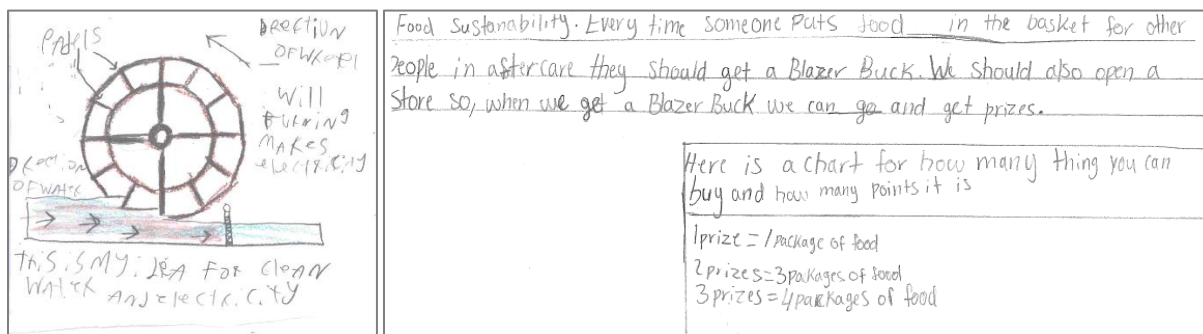 PADELS
DRECTION
OF WHEEL
Will
TURNING
MAKES
electRiCity
DRECTION
OF WATER
THiS iS MY iDEA FOR CLEAN
WATER AND electRiCiTY
Food Sustanability. Every time someone puts food in the basket for other
People in aftercare they should get a Blazer Buck. We should also open a
Store so, when we get a Blazer Buck we can go and get prizes.
Here is a chart for how many thing you can
buy and how many points it is
1 prize = 1 package of food
2 prizes = 3 pakages of food
3 prizes = 4 packages of food